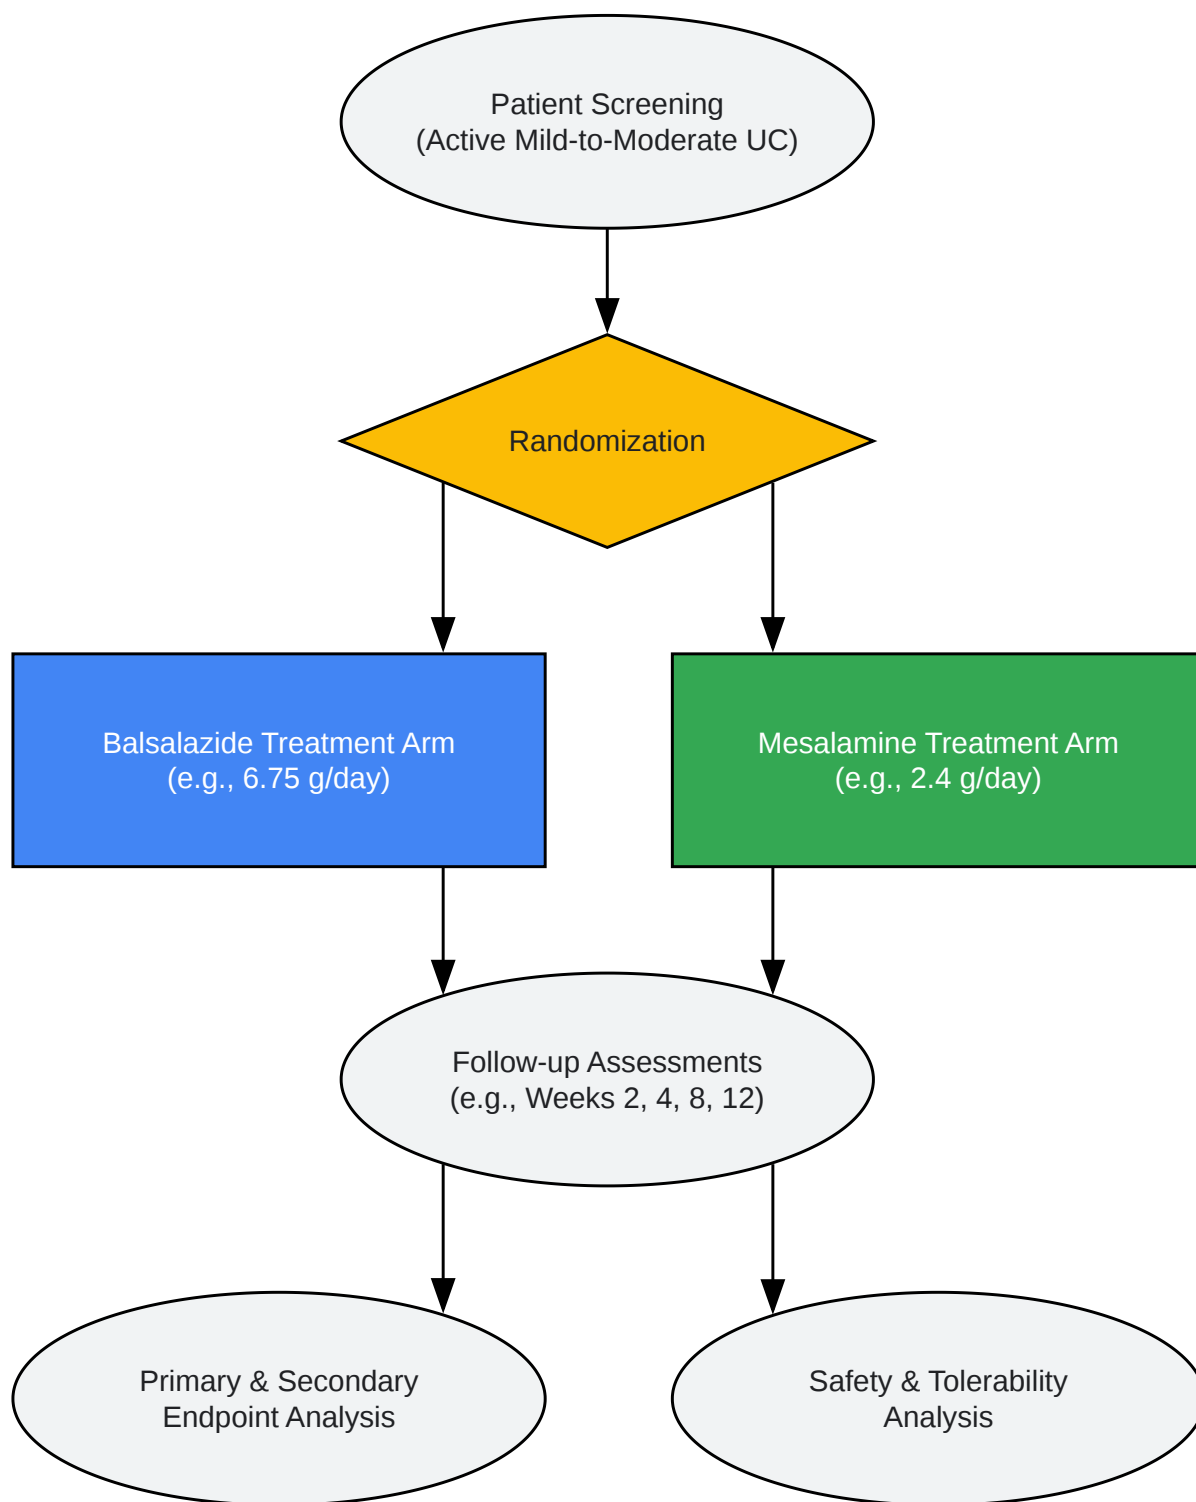 Patient Screening
(Active Mild-to-Moderate UC)
Randomization
Balsalazide Treatment Arm
(e.g., 6.75 g/day)
Mesalamine Treatment Arm
(e.g., 2.4 g/day)
Follow-up Assessments
(e.g., Weeks 2, 4, 8, 12)
Primary & Secondary
Endpoint Analysis
Safety & Tolerability
Analysis